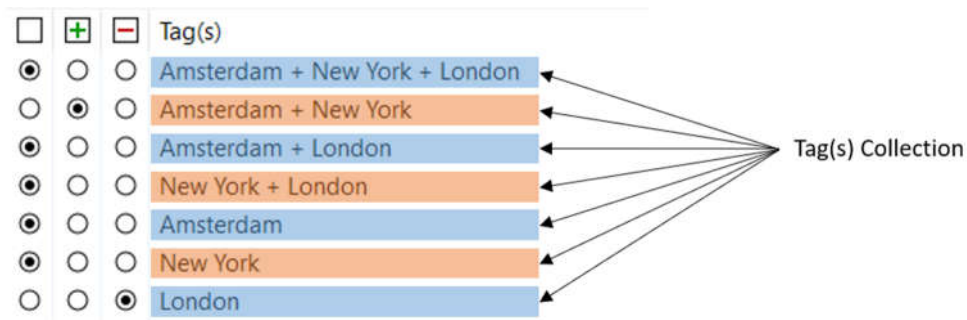 Tag(s)
Amsterdam + New York + London
Amsterdam + New York
Amsterdam + London
New York + London
Amsterdam
New York
London
Tag(s) Collection